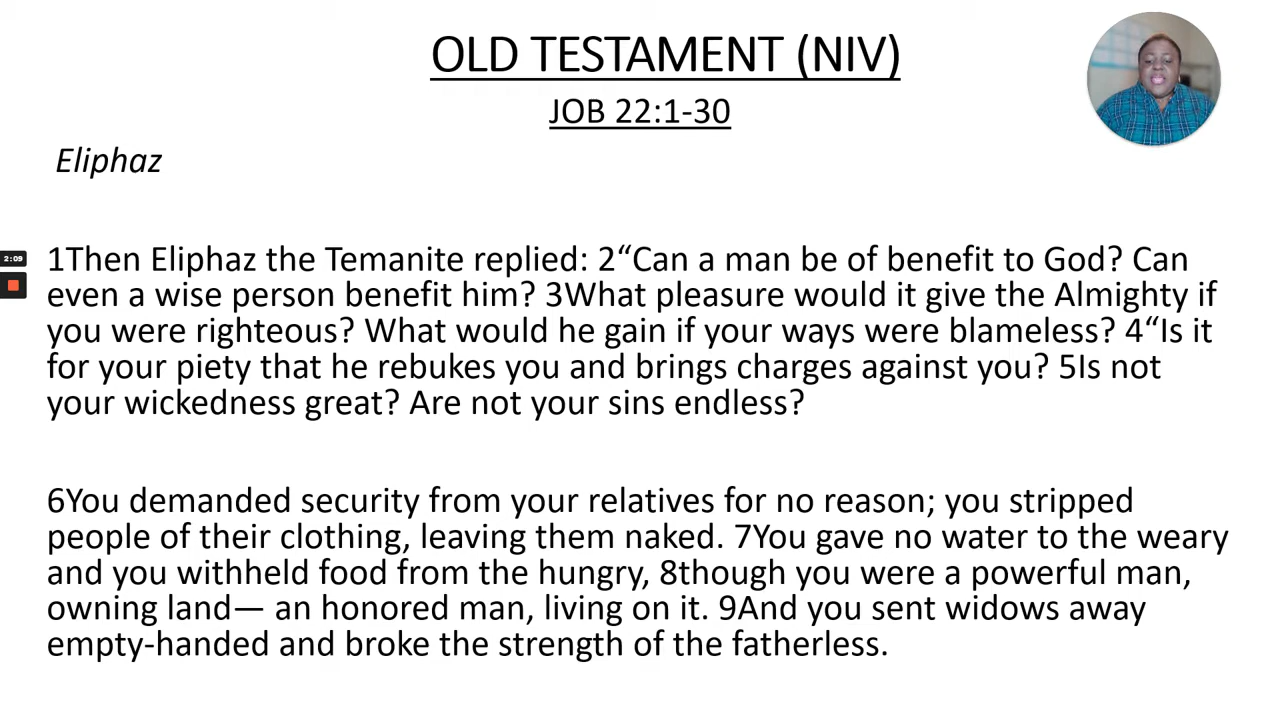 OLD TESTAMENT (NIV)
JOB 22:1-30
Eliphaz
1Then Eliphaz the Temanite replied: 2“Can a man be of benefit to God? Can
even a wise person benefit him? 3What pleasure would it give the Almighty if
you were righteous? What would he gain if your ways were blameless? 4“Is it
for your piety that he rebukes you and brings charges against you? 5Is not
your wickedness great? Are not your sins endless?
6You demanded security from your relatives for no reason; you stripped
people of their clothing, leaving them naked. 7You gave no water to the weary
and you withheld food from the hungry, 8though you were a powerful man,
owning land— an honored man, living on it. 9And you sent widows away
empty-handed and broke the strength of the fatherless.
2:09